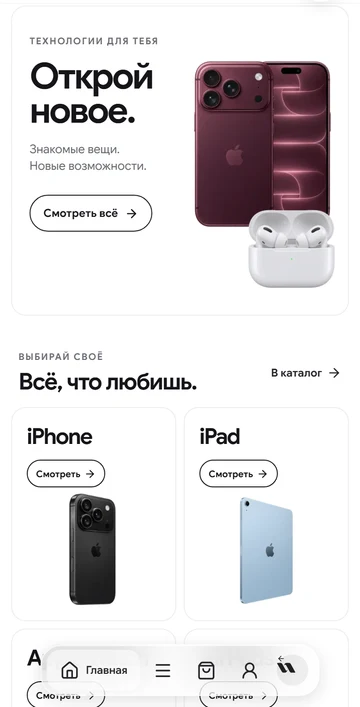 ТЕХНОЛОГИИ ДЛЯ ТЕБЯ
Открой
новое.
Знакомые вещи.
Новые возможности.
Смотреть всё →
ВЫБИРАЙ СВОЁ
Всё, что любишь.
В каталог →
iPhone
iPad
Смотреть →
Смотреть →
A
Главная
Смотреть →
Смотреть →